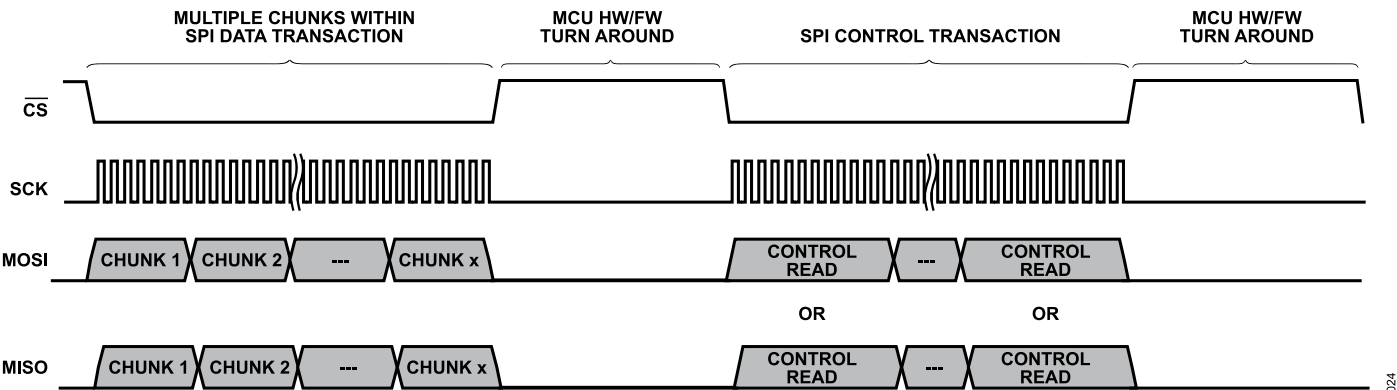 MULTIPLE CHUNKS WITHIN
SPI DATA TRANSACTION
MCU HW/FW
TURN AROUND
SPI CONTROL TRANSACTION
MCU HW/FW
TURN AROUND
CS
SCK
MOSI
CHUNK 1
CHUNK 2
---
CHUNK x
CONTROL
READ
---
CONTROL
READ
OR
OR
MISO
CHUNK 1
CHUNK 2
---
CHUNK x
CONTROL
READ
---
CONTROL
READ